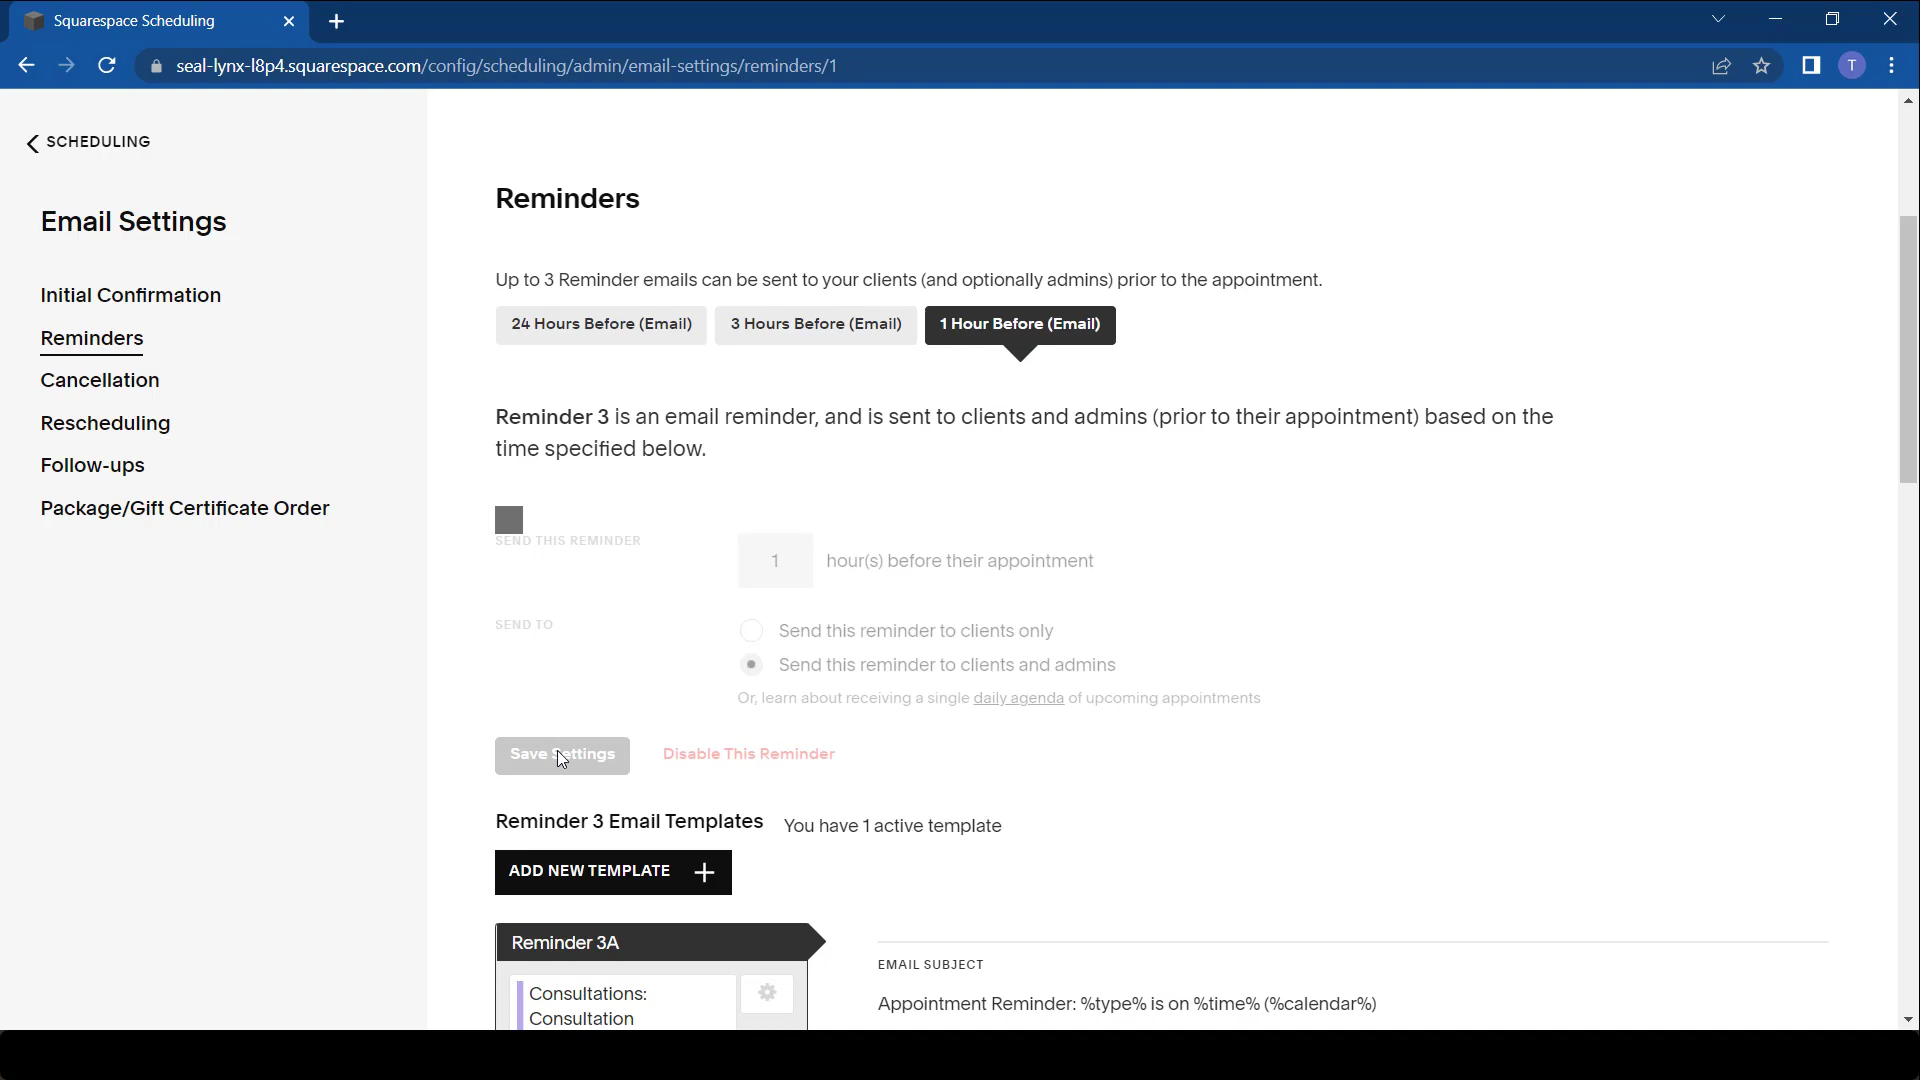 Squarespace Scheduling
seal-lynx-l8p4.squarespace.com/config/scheduling/admin/email-settings/reminders/1
T
SCHEDULING
Email Settings
Initial Confirmation
Reminders
Cancellation
Rescheduling
Follow-ups
Package/Gift Certificate Order
Reminders
Up to 3 Reminder emails can be sent to your clients (and optionally admins) prior to the appointment.
24 Hours Before (Email) 3 Hours Before (Email) 1 Hour Before (Email)
Reminder 3 is an email reminder, and is sent to clients and admins (prior to their appointment) based on the
time specified below.
SEND THIS REMINDER
1 hour(s) before their appointment
SEND TO
Send this reminder to clients only
Send this reminder to clients and admins
Or, learn about receiving a single daily agenda of upcoming appointments
Save Settings Disable This Reminder
Reminder 3 Email Templates You have 1 active template
ADD NEW TEMPLATE +
Reminder 3A
Consultations:
Consultation
EMAIL SUBJECT
Appointment Reminder: %type% is on %time% (%calendar%)